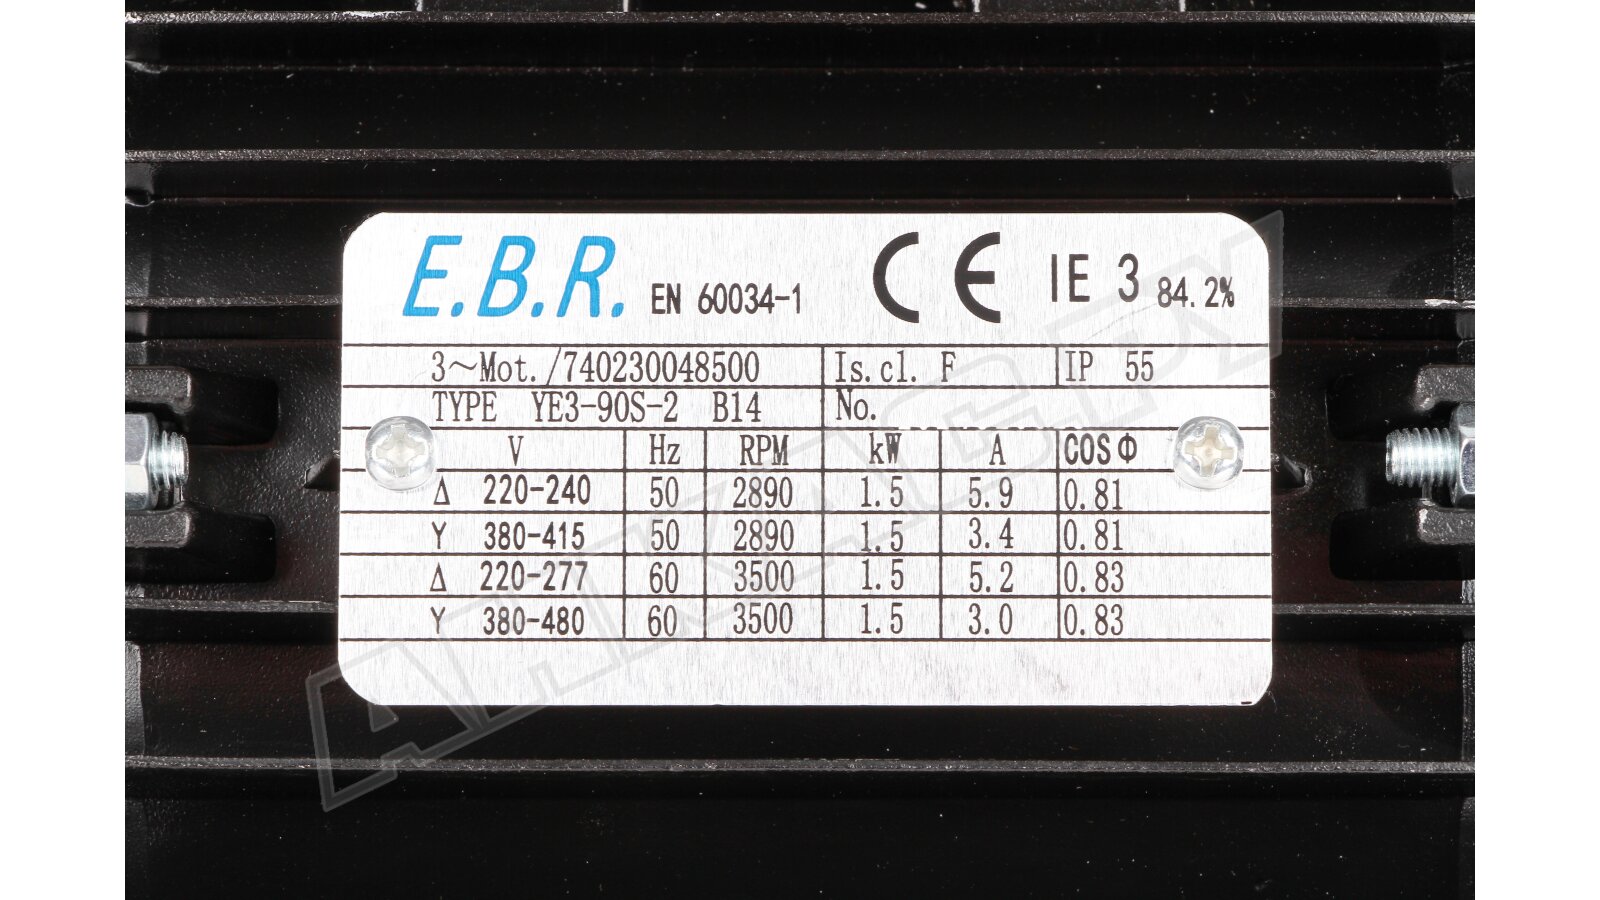 E.B.R. EN 60034-1 CE IE 3 84.2%
3~Mot./740230048500 Is.cl. F IP 55
TYPE YE3-90S-2 B14 No.
V Hz RPM kW A COSΦ
Δ 220-240 50 2890 1.5 5.9 0.81
Y 380-415 50 2890 1.5 3.4 0.81
Δ 220-277 60 3500 1.5 5.2 0.83
Y 380-480 60 3500 1.5 3.0 0.83